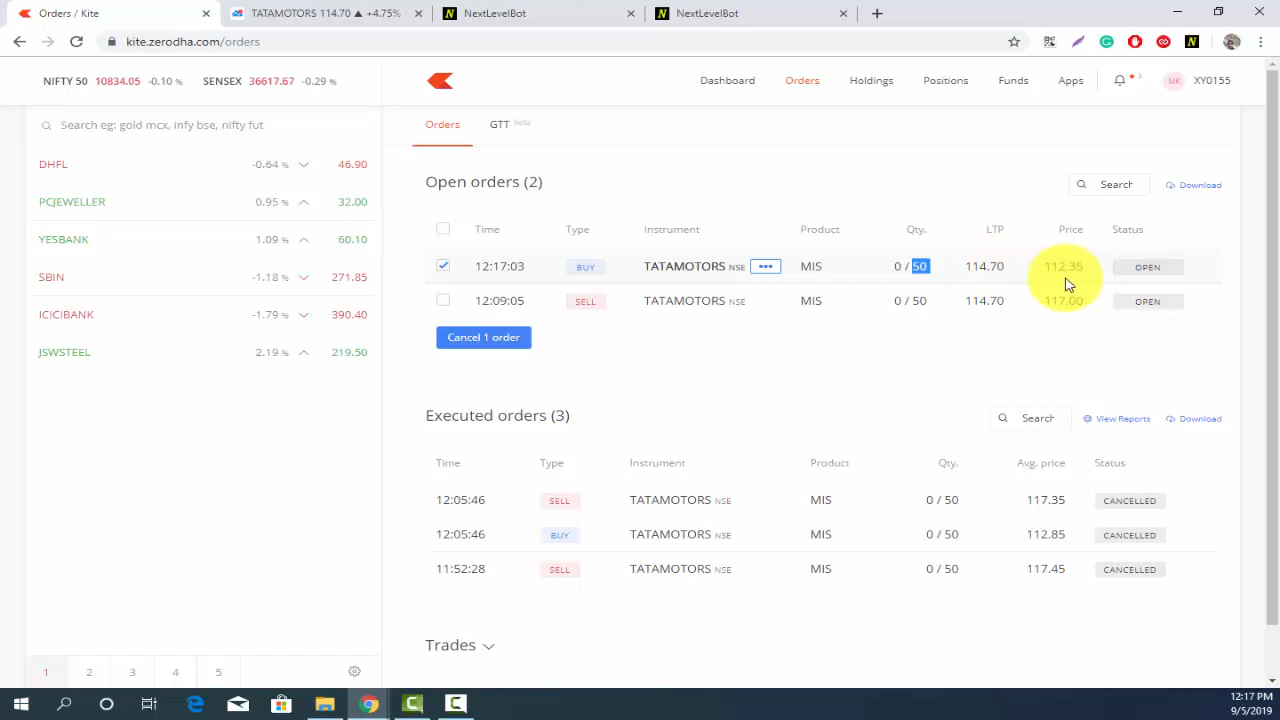 Orders / Kite
TATAMOTORS 114.70 ▲ +4.75%
NextLevelBot
NextLevelBot
kite.zerodha.com/orders
NIFTY 50 10834.05 -0.10 %
SENSEX 36617.67 -0.29 %
Dashboard
Orders
Holdings
Positions
Funds
Apps
3
MK
XY0155
Search eg: gold mcx, infy bse, nifty fut
DHFL -0.64 % 46.90
PCJEWELLER 0.95 % 32.00
YESBANK 1.09 % 60.10
SBIN -1.18 % 271.85
ICICIBANK -1.79 % 390.40
JSWSTEEL 2.19 % 219.50
1 2 3 4 5
Orders
GTT beta
Open orders (2)
Search
Download
Time Type Instrument Product Qty. LTP Price Status
12:17:03 BUY TATAMOTORS NSE ••• MIS 0 / 50 114.70 112.35 OPEN
12:09:05 SELL TATAMOTORS NSE MIS 0 / 50 114.70 117.00 OPEN
Cancel 1 order
Executed orders (3)
Search
View Reports
Download
Time Type Instrument Product Qty. Avg. price Status
12:05:46 SELL TATAMOTORS NSE MIS 0 / 50 117.35 CANCELLED
12:05:46 BUY TATAMOTORS NSE MIS 0 / 50 112.85 CANCELLED
11:52:28 SELL TATAMOTORS NSE MIS 0 / 50 117.45 CANCELLED
Trades
12:17 PM
9/5/2019